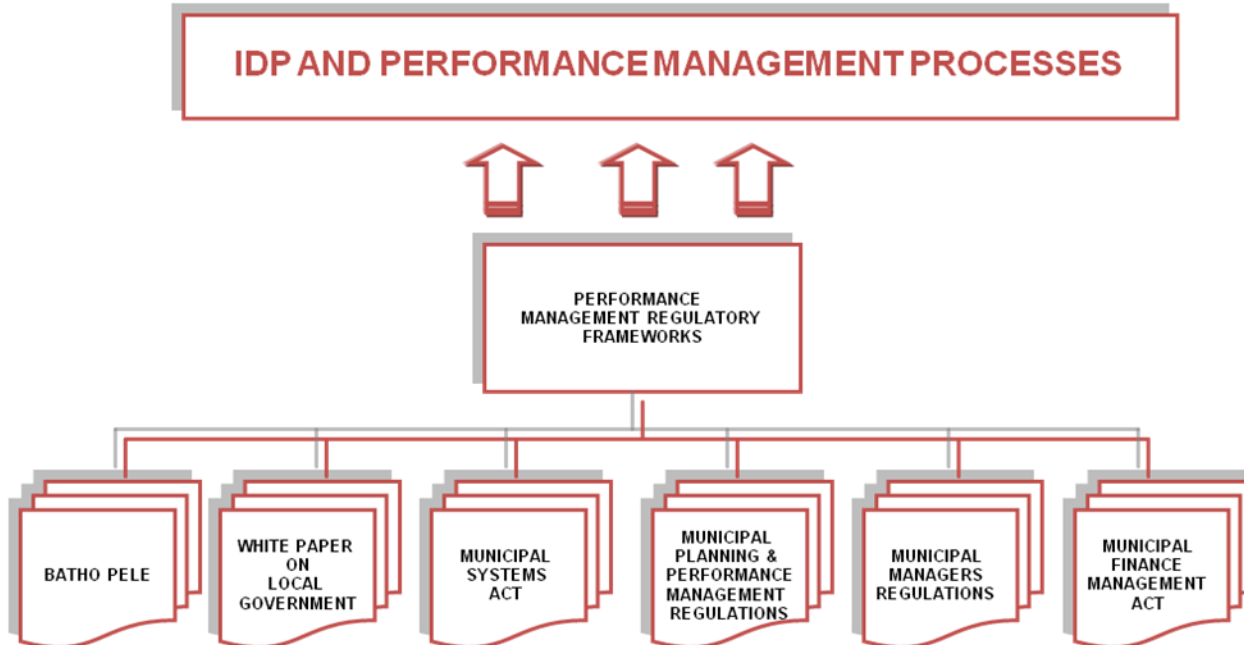 IDP AND PERFORMANCE MANAGEMENT PROCESSES
PERFORMANCE
MANAGEMENT REGULATORY
FRAMEWORKS
BATHO PELE
WHITE PAPER
ON
LOCAL
GOVERNMENT
MUNICIPAL
SYSTEMS
ACT
MUNICIPAL
PLANNING &
PERFORMANCE
MANAGEMENT
REGULATIONS
MUNICIPAL
MANAGERS
REGULATIONS
MUNICIPAL
FINANCE
MANAGEMENT
ACT